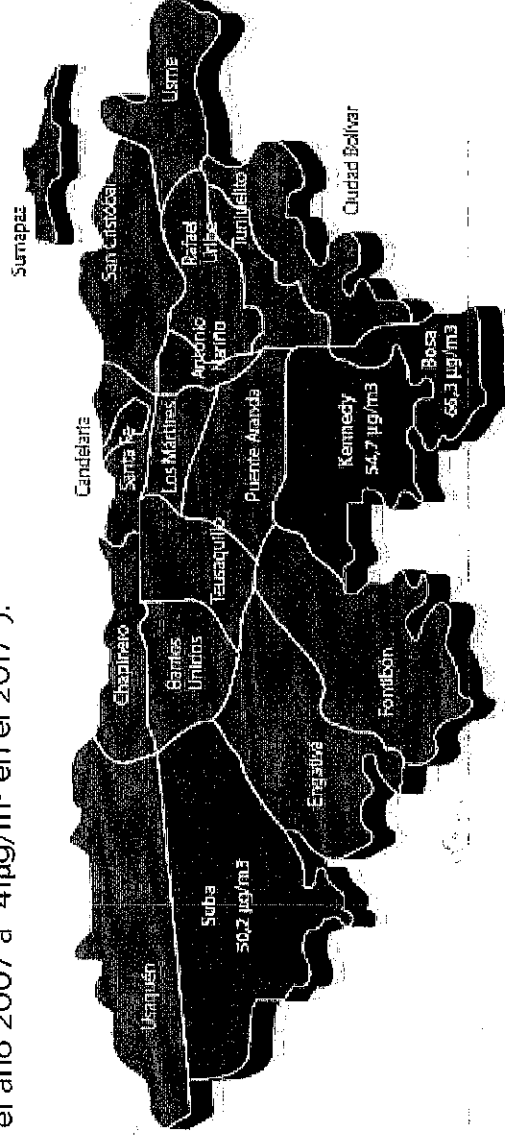 el año 2007 a 41µg/m³ en el 2017").
Sumapaz
Candelaria
San Cristóbal
Usme
Usaquén
Chapinero
Santa Fe
Rafael
Uribe
Barrios
Unidos
Los Mártires
Antonio
Nariño
Tunjuelito
Teusaquillo
Puente Aranda
Ciudad Bolívar
Suba
50,2 µg/m3
Engativa
Fontibón
Kennedy
54,7 µg/m3
Bosa
66,3 µg/m3